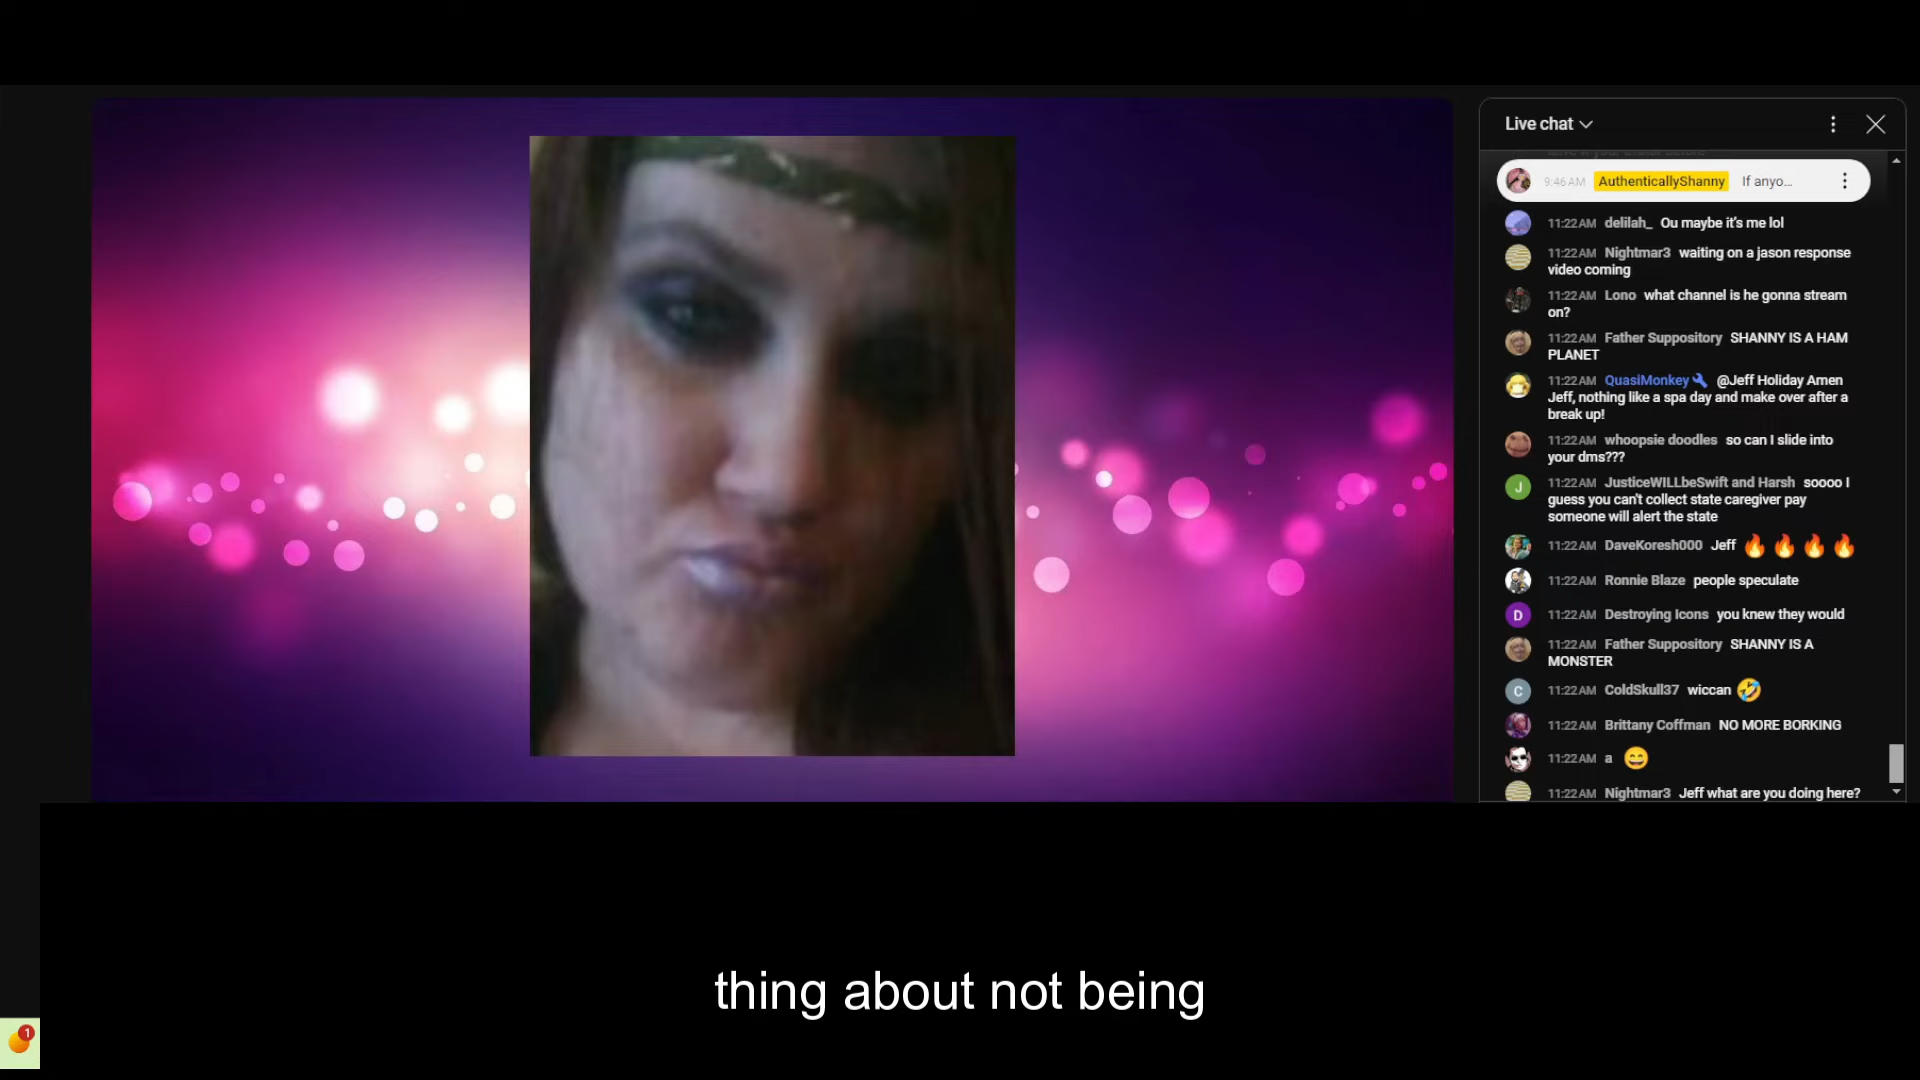 Live chat
9:46 AM AuthenticallyShanny If anyo...
11:22 AM delilah_ Ou maybe it's me lol
11:22 AM Nightmar3 waiting on a jason response
video coming
11:22 AM Lono what channel is he gonna stream
on?
11:22 AM Father Suppository SHANNY IS A HAM
PLANET
11:22 AM QuasiMonkey @Jeff Holiday Amen
Jeff, nothing like a spa day and make over after a
break up!
11:22 AM whoopsie doodles so can I slide into
your dms???
J
11:22 AM JusticeWILLbeSwift and Harsh soooo I
guess you can't collect state caregiver pay
someone will alert the state
11:22 AM DaveKoresh000 Jeff 🔥 🔥 🔥 🔥
11:22 AM Ronnie Blaze people speculate
D 11:22 AM Destroying Icons you knew they would
11:22 AM Father Suppository SHANNY IS A
MONSTER
C 11:22 AM ColdSkull37 wiccan 🤣
11:22 AM Brittany Coffman NO MORE BORKING
11:22 AM a 😄
11:22 AM Nightmar3 Jeff what are you doing here?
thing about not being
1